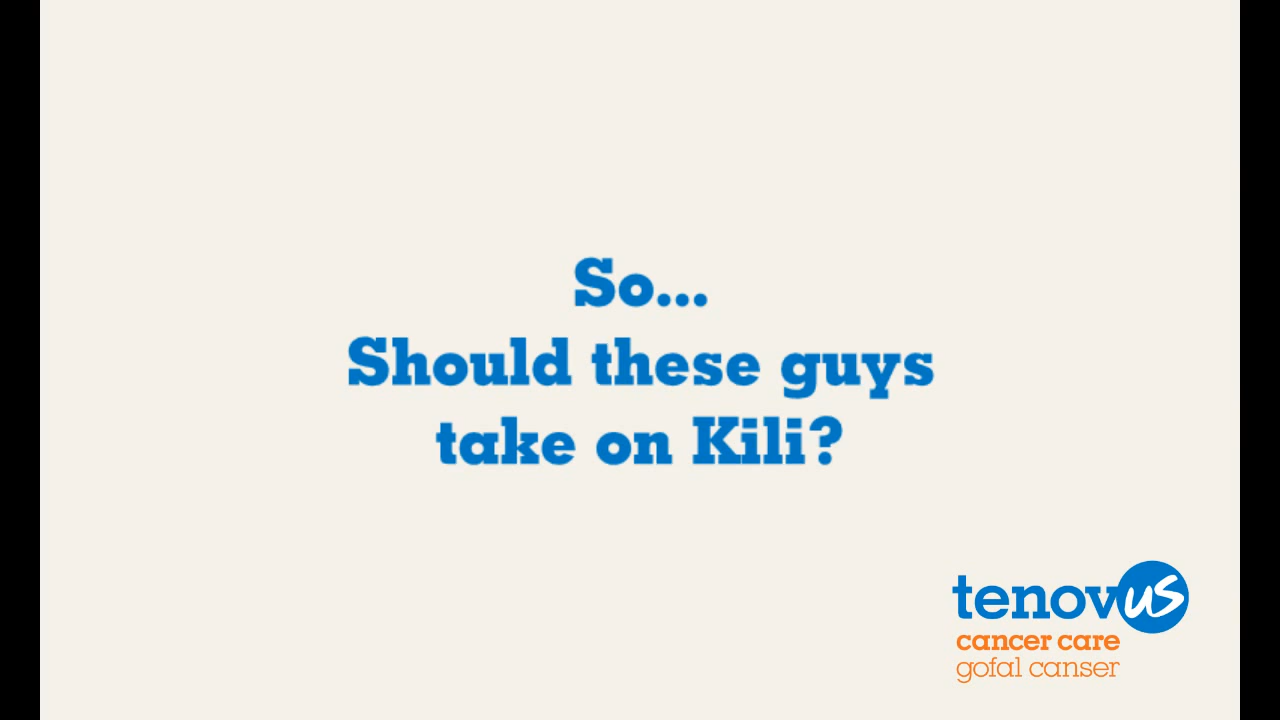 So...
Should these guys
take on Kili?
tenovus
cancer care
gofal canser